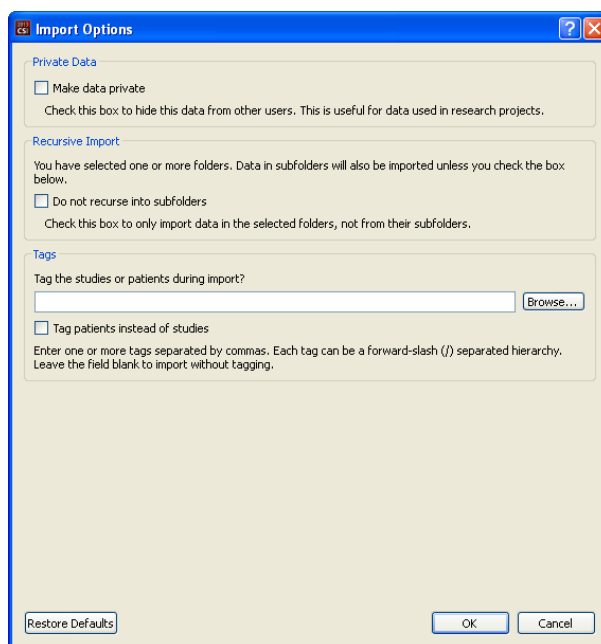 2013
CSI
Import Options
Private Data
Make data private
Check this box to hide this data from other users. This is useful for data used in research projects.
Recursive Import
You have selected one or more folders. Data in subfolders will also be imported unless you check the box
below.
Do not recurse into subfolders
Check this box to only import data in the selected folders, not from their subfolders.
Tags
Tag the studies or patients during import?
Browse...
Tag patients instead of studies
Enter one or more tags separated by commas. Each tag can be a forward-slash (/) separated hierarchy.
Leave the field blank to import without tagging.
Restore Defaults
OK
Cancel